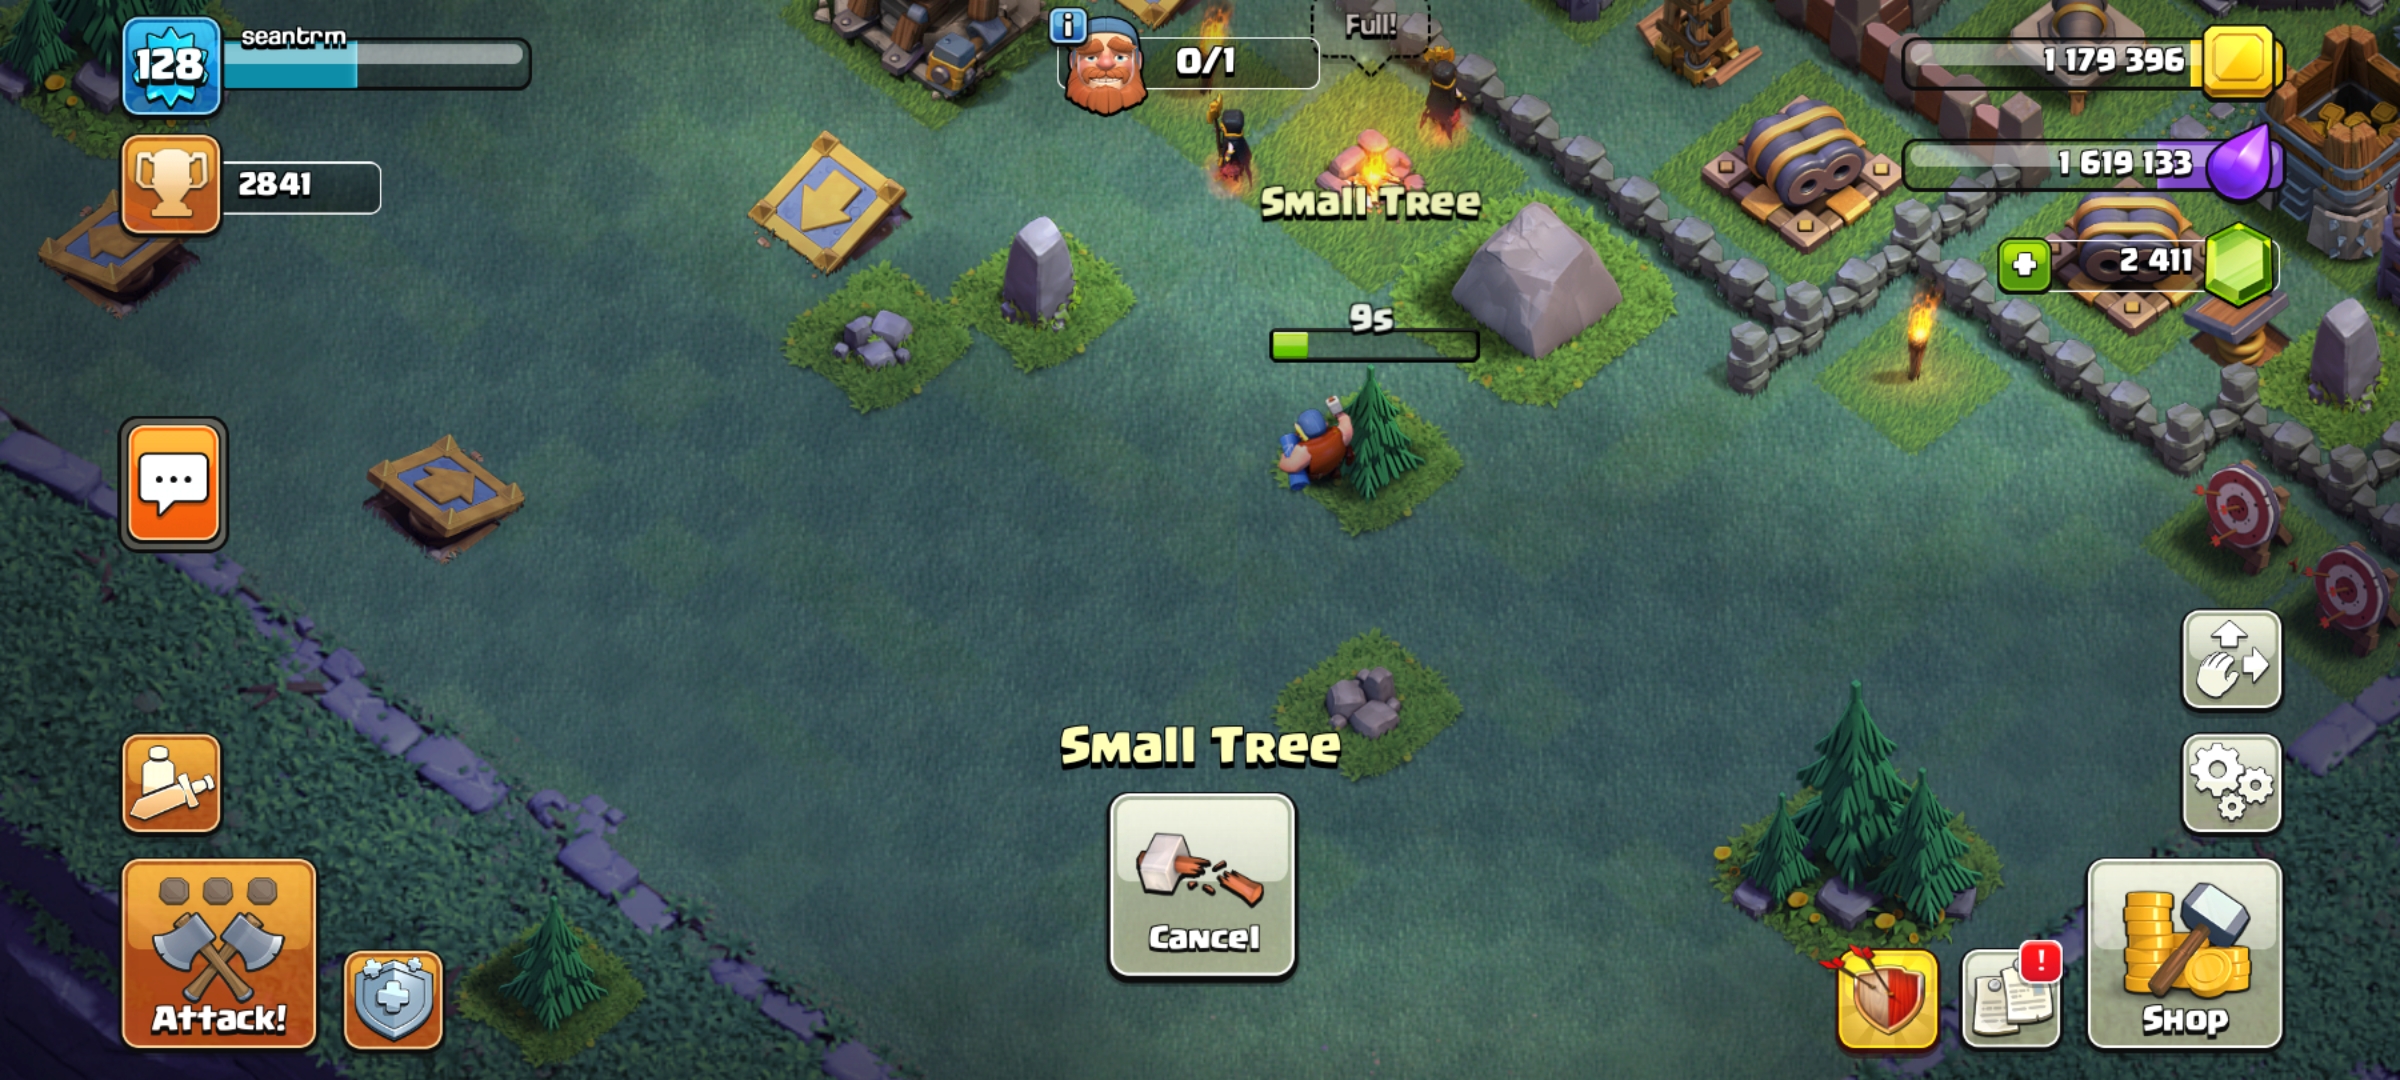 128
seantrm
2841
i
0/1
Full!
1 179 396
1 619 133
2 411
Small Tree
9s
Small Tree
Cancel
Attack!
!
Shop